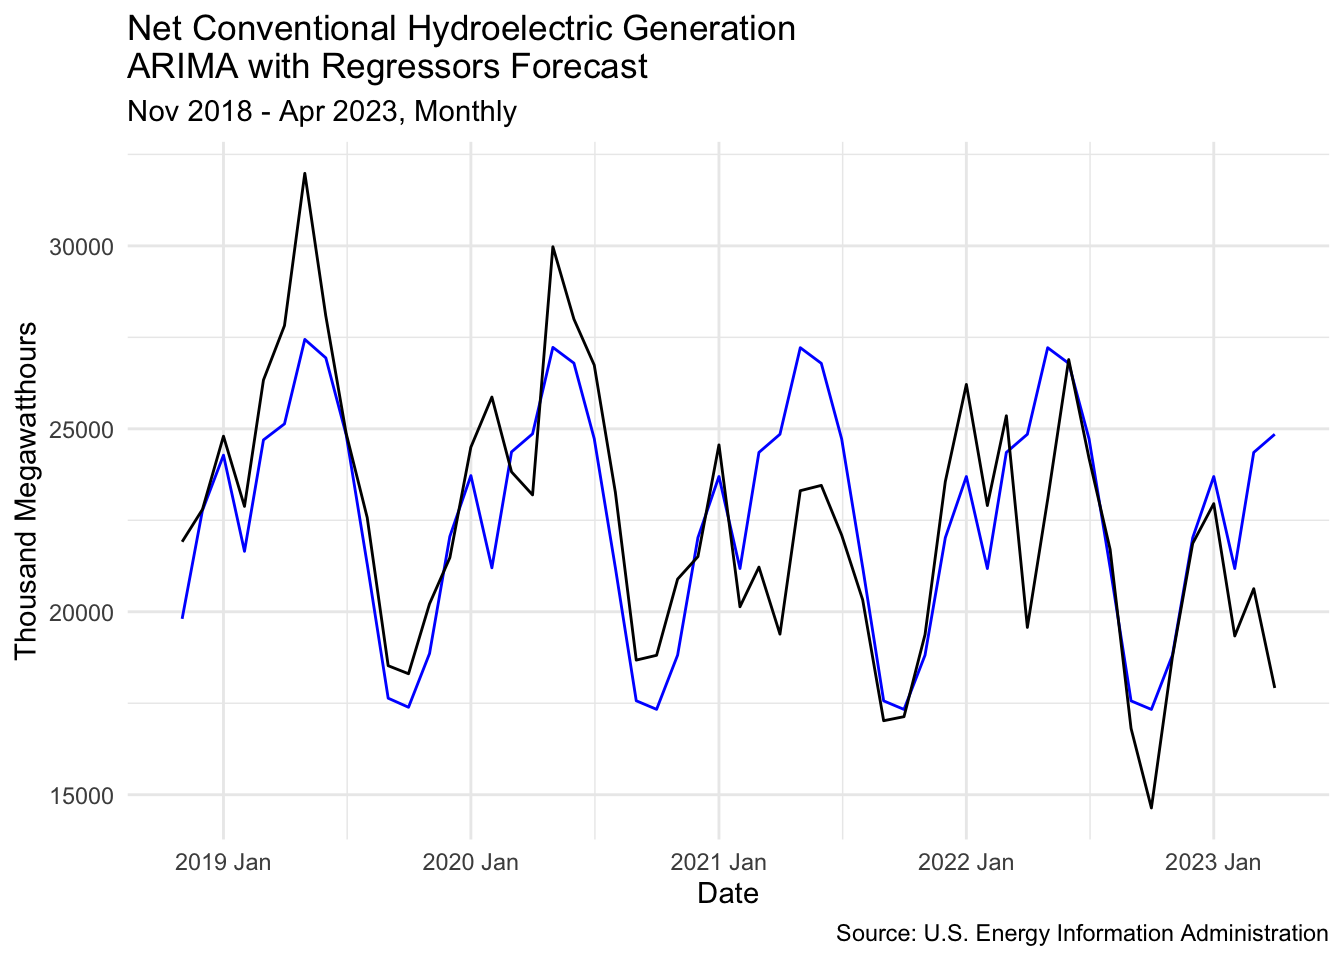 Net Conventional Hydroelectric Generation
ARIMA with Regressors Forecast
Nov 2018 - Apr 2023, Monthly
Thousand Megawatthours
30000
25000
20000
15000
2019 Jan
2020 Jan
2021 Jan
2022 Jan
2023 Jan
Date
Source: U.S. Energy Information Administration